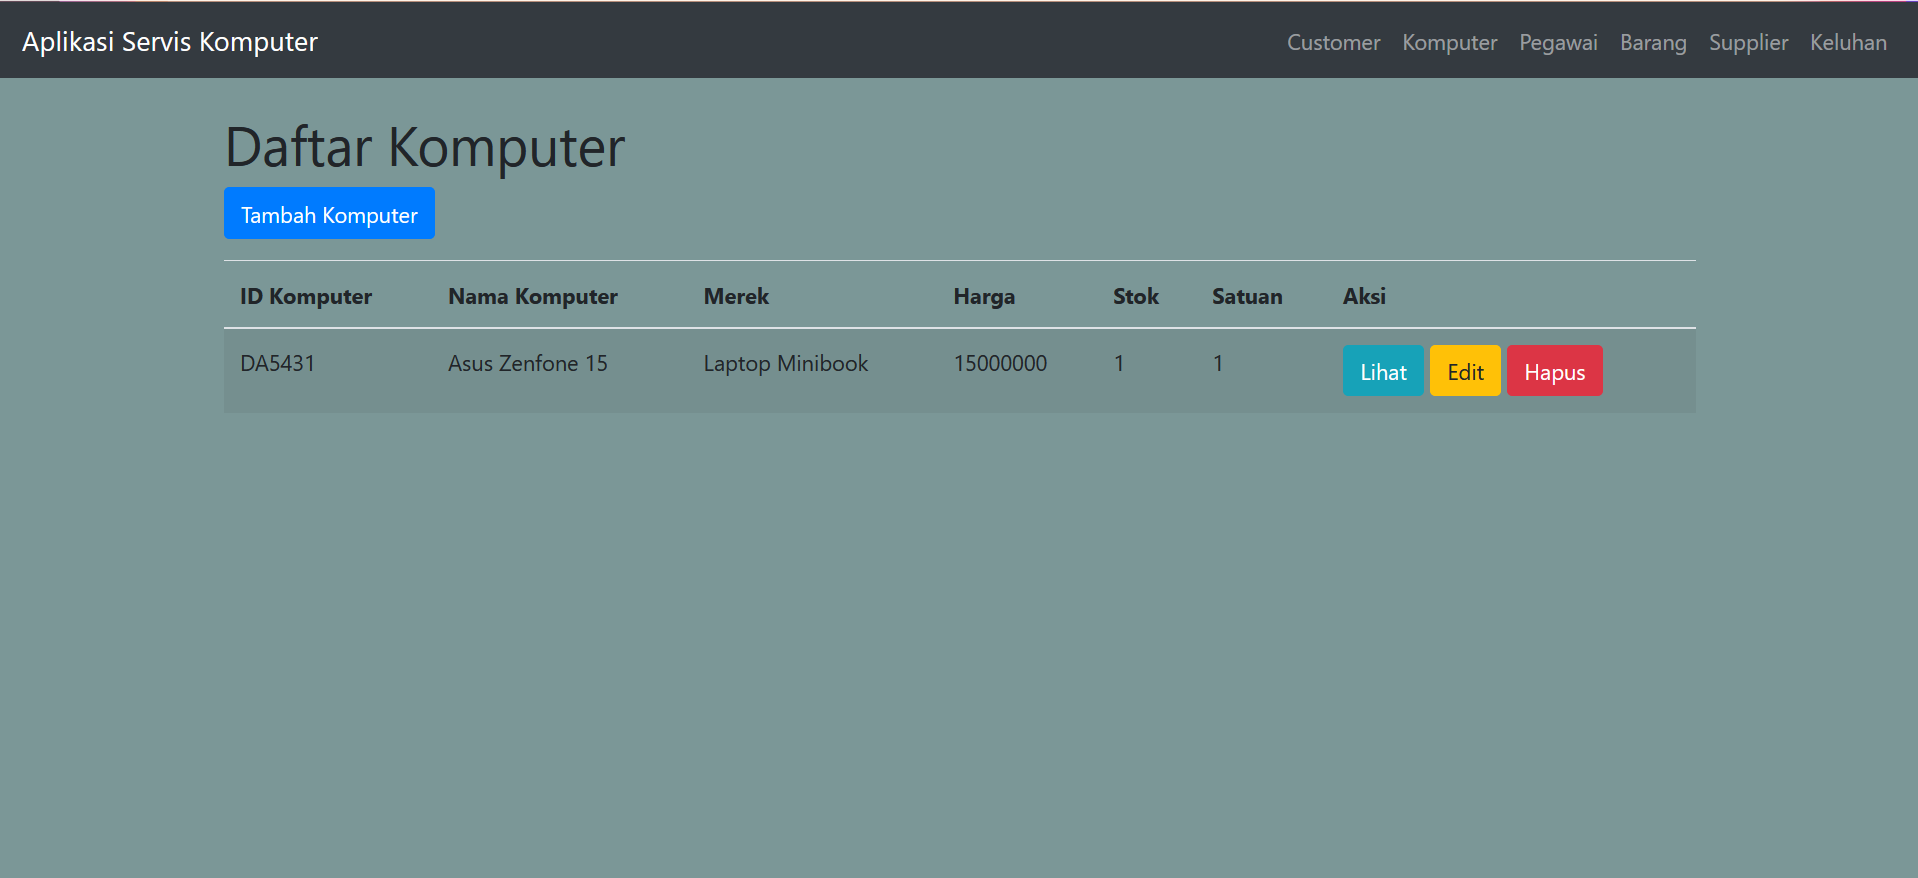 Aplikasi Servis Komputer Customer Komputer Pegawai Barang Supplier Keluhan
Daftar Komputer
Tambah Komputer
ID Komputer Nama Komputer Merek Harga Stok Satuan Aksi
DA5431 Asus Zenfone 15 Laptop Minibook 15000000 1 1 Lihat Edit Hapus